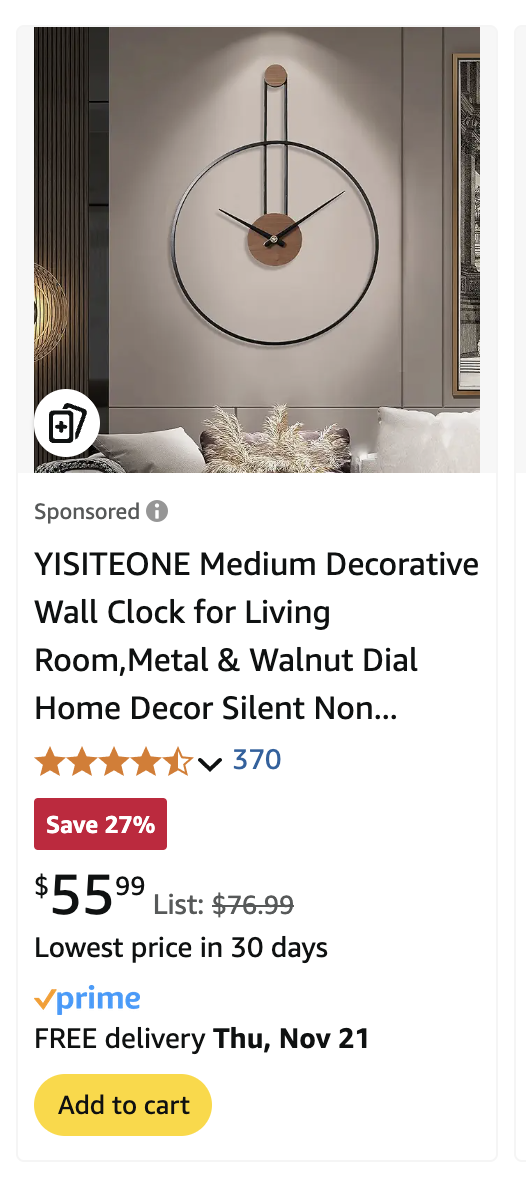 Sponsored
YISITEONE Medium Decorative
Wall Clock for Living
Room,Metal & Walnut Dial
Home Decor Silent Non...
370
Save 27%
$55.99 List: $76.99
Lowest price in 30 days
prime
FREE delivery Thu, Nov 21
Add to cart